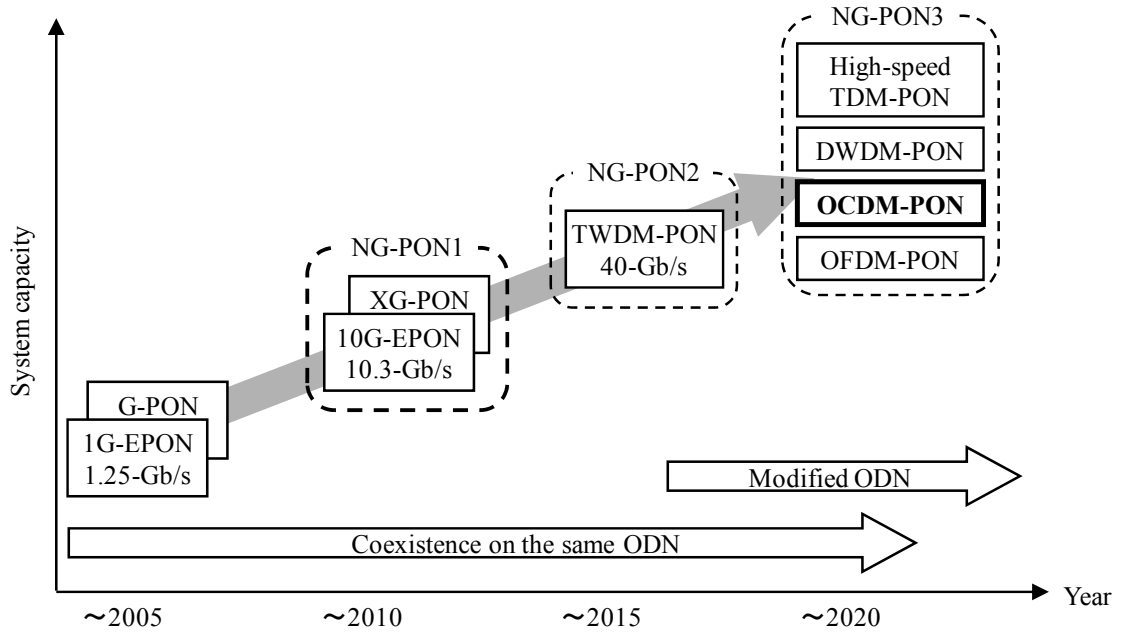 NG-PON3
High-speed
TDM-PON
DWDM-PON
OCDM-PON
OFDM-PON
NG-PON2
TWDM-PON
40-Gb/s
NG-PON1
XG-PON
10G-EPON
10.3-Gb/s
G-PON
1G-EPON
1.25-Gb/s
System capacity
Modified ODN
Coexistence on the same ODN
Year
～2005
～2010
～2015
～2020